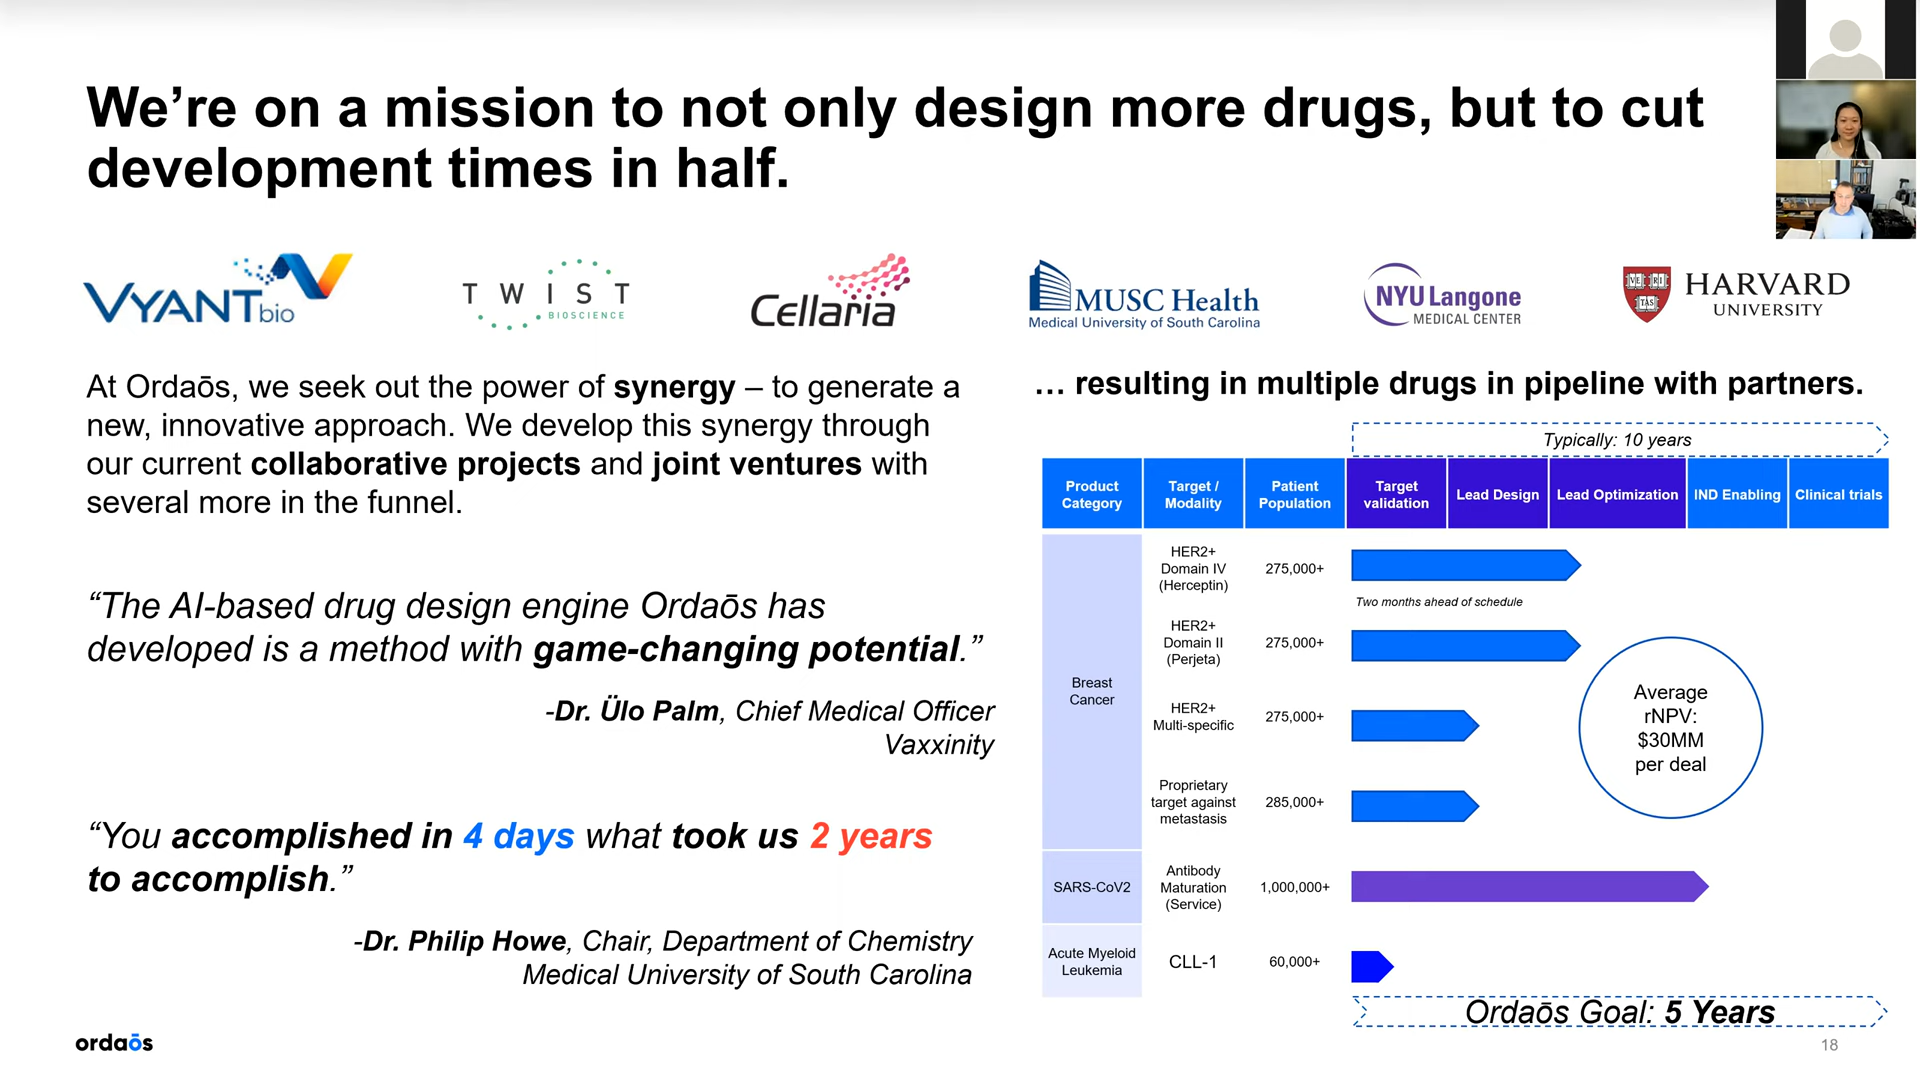 We’re on a mission to not only design more drugs, but to cut
development times in half.
VYANT bio
TWIST
BIOSCIENCE
Cellaria
MUSC Health
Medical University of South Carolina
NYU Langone
MEDICAL CENTER
VE RI
TAS
HARVARD
UNIVERSITY
At Ordaōs, we seek out the power of synergy – to generate a
new, innovative approach. We develop this synergy through
our current collaborative projects and joint ventures with
several more in the funnel.
“The AI-based drug design engine Ordaōs has
developed is a method with game-changing potential.”
-Dr. Ülo Palm, Chief Medical Officer
Vaxxinity
“You accomplished in 4 days what took us 2 years
to accomplish.”
-Dr. Philip Howe, Chair, Department of Chemistry
Medical University of South Carolina
… resulting in multiple drugs in pipeline with partners.
Typically: 10 years
Product
Category
Target /
Modality
Patient
Population
Target
validation
Lead Design
Lead Optimization
IND Enabling
Clinical trials
Breast
Cancer
HER2+
Domain IV
(Herceptin)
275,000+
Two months ahead of schedule
HER2+
Domain II
(Perjeta)
275,000+
HER2+
Multi-specific
275,000+
Proprietary
target against
metastasis
285,000+
Average
rNPV:
$30MM
per deal
SARS-CoV2
Antibody
Maturation
(Service)
1,000,000+
Acute Myeloid
Leukemia
CLL-1
60,000+
Ordaōs Goal: 5 Years
ordaōs
18